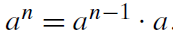 aⁿ = aⁿ⁻¹ · a.